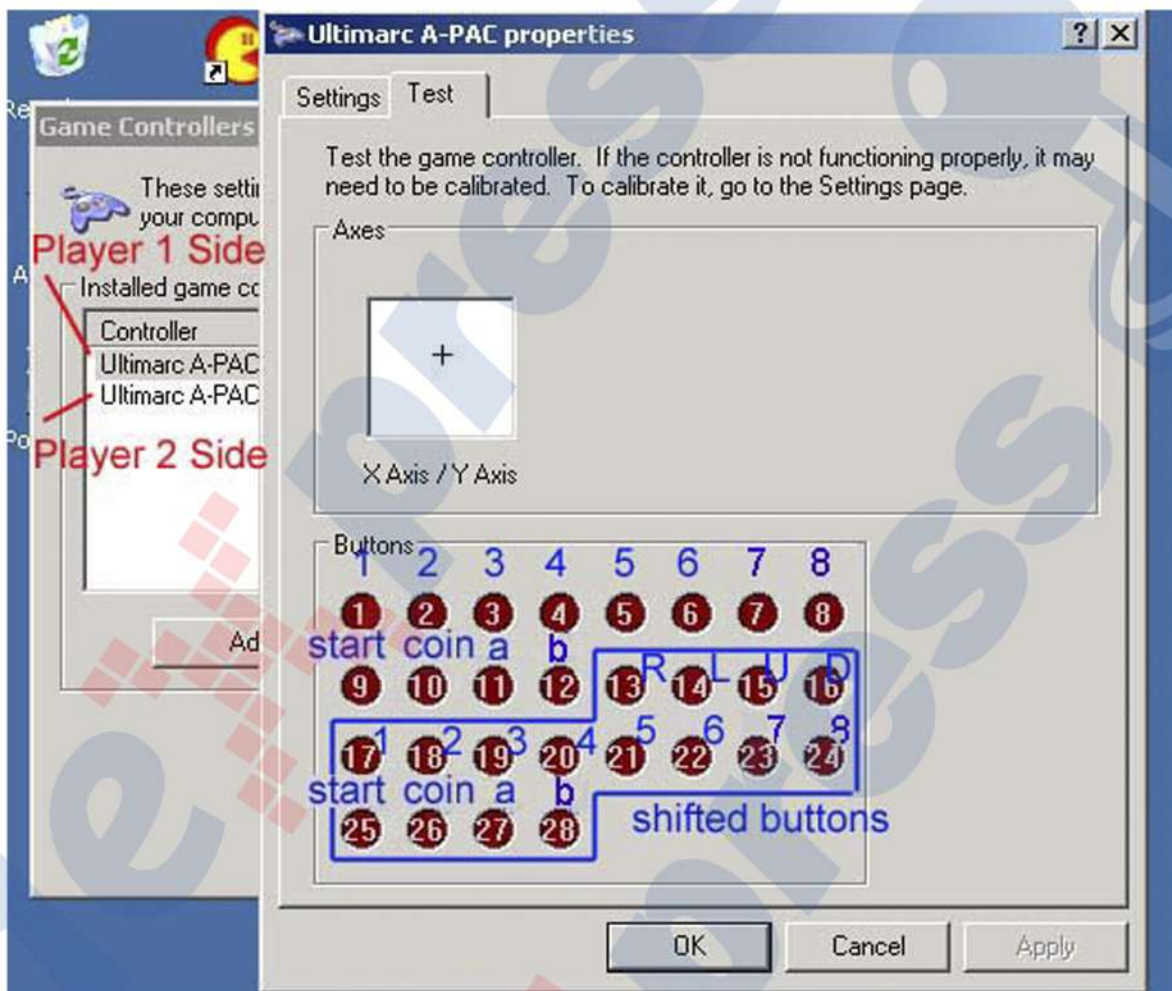 Ultimarc A-PAC properties
Game Controllers
Settings Test
Test the game controller. If the controller is not functioning properly, it may
need to be calibrated. To calibrate it, go to the Settings page.
These setti
your compu
Player 1 Side
Installed game co
Controller
Ultimarc A-PAC
Ultimarc A-PAC
Player 2 Side
Ad
Axes
X Axis / Y Axis
Buttons
1 2 3 4 5 6 7 8
1 2 3 4 5 6 7 8
start coin a b
R L U D
9 10 11 12 13 14 15 16
1 2 3 4 5 6 7 8
17 18 19 20 21 22 23 24
start coin a b
shifted buttons
25 26 27 28
OK Cancel Apply